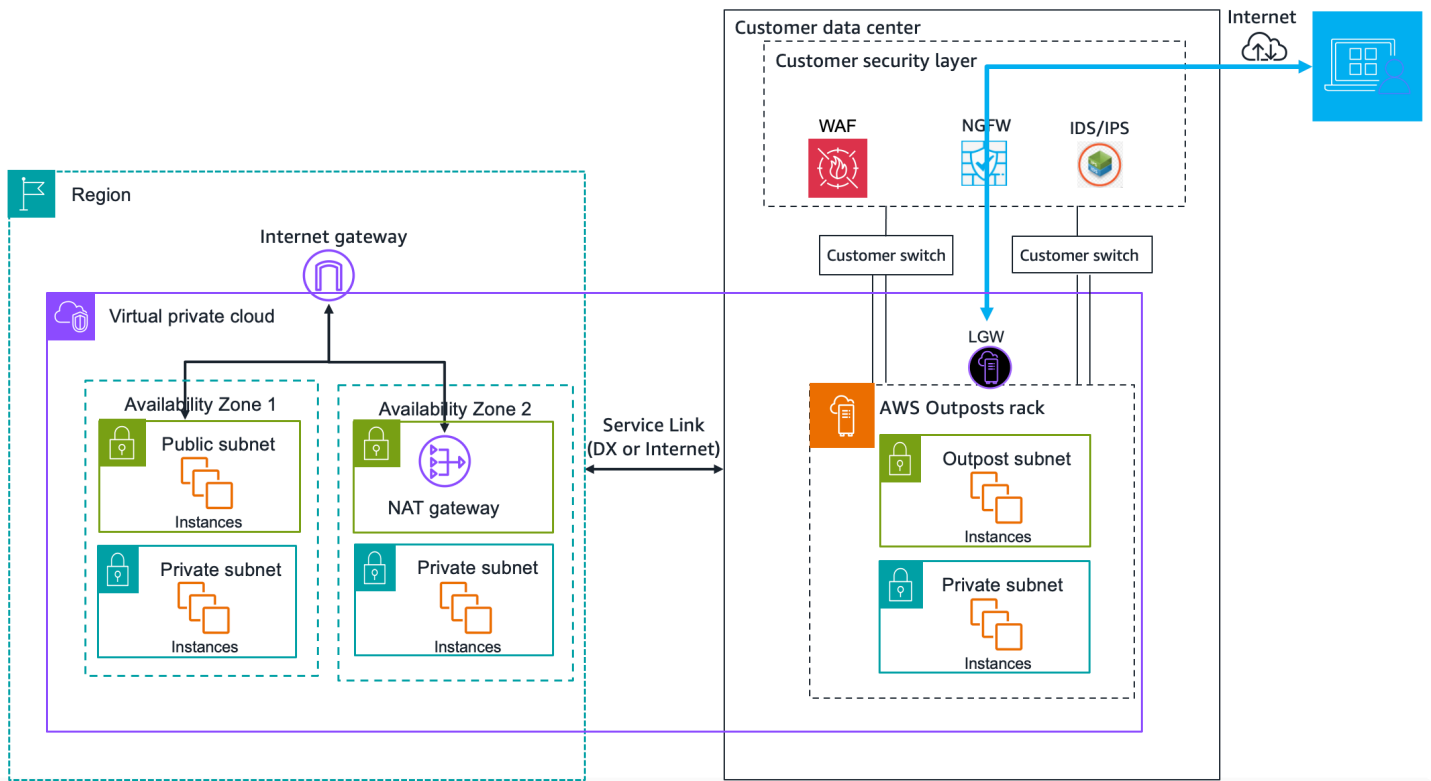 Customer data center
Internet
Customer security layer
WAF
NGFW
IDS/IPS
Region
Internet gateway
Customer switch
Customer switch
Virtual private cloud
LGW
Availability Zone 1
Availability Zone 2
AWS Outposts rack
Service Link
(DX or Internet)
Public subnet
Instances
NAT gateway
Outpost subnet
Instances
Private subnet
Instances
Private subnet
Instances
Private subnet
Instances